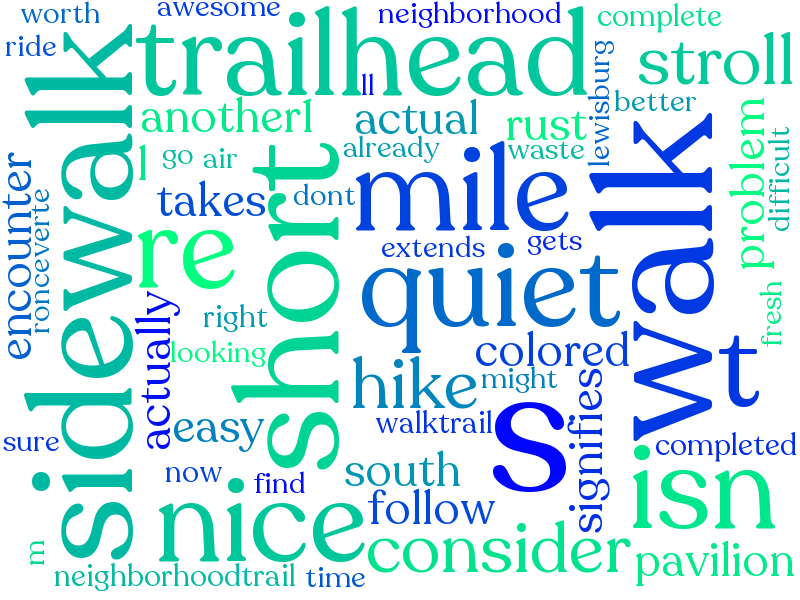 worth
awesome
neighborhood
complete
ride
trailhead
ll
stroll
sidewalk
anotherl
actual
rust
lewisburg
better
l
go
air
already
waste
walk
problem
difficult
encounter
ronceverte
takes
short
dont
mile
re
extends
gets
quiet
fresh
actually
right
looking
colored
t
hike
might
s
signifies
sure
easy
walktrail
completed
now
find
south
isn
nice
follow
consider
pavilion
m
neighborhoodtrail
time